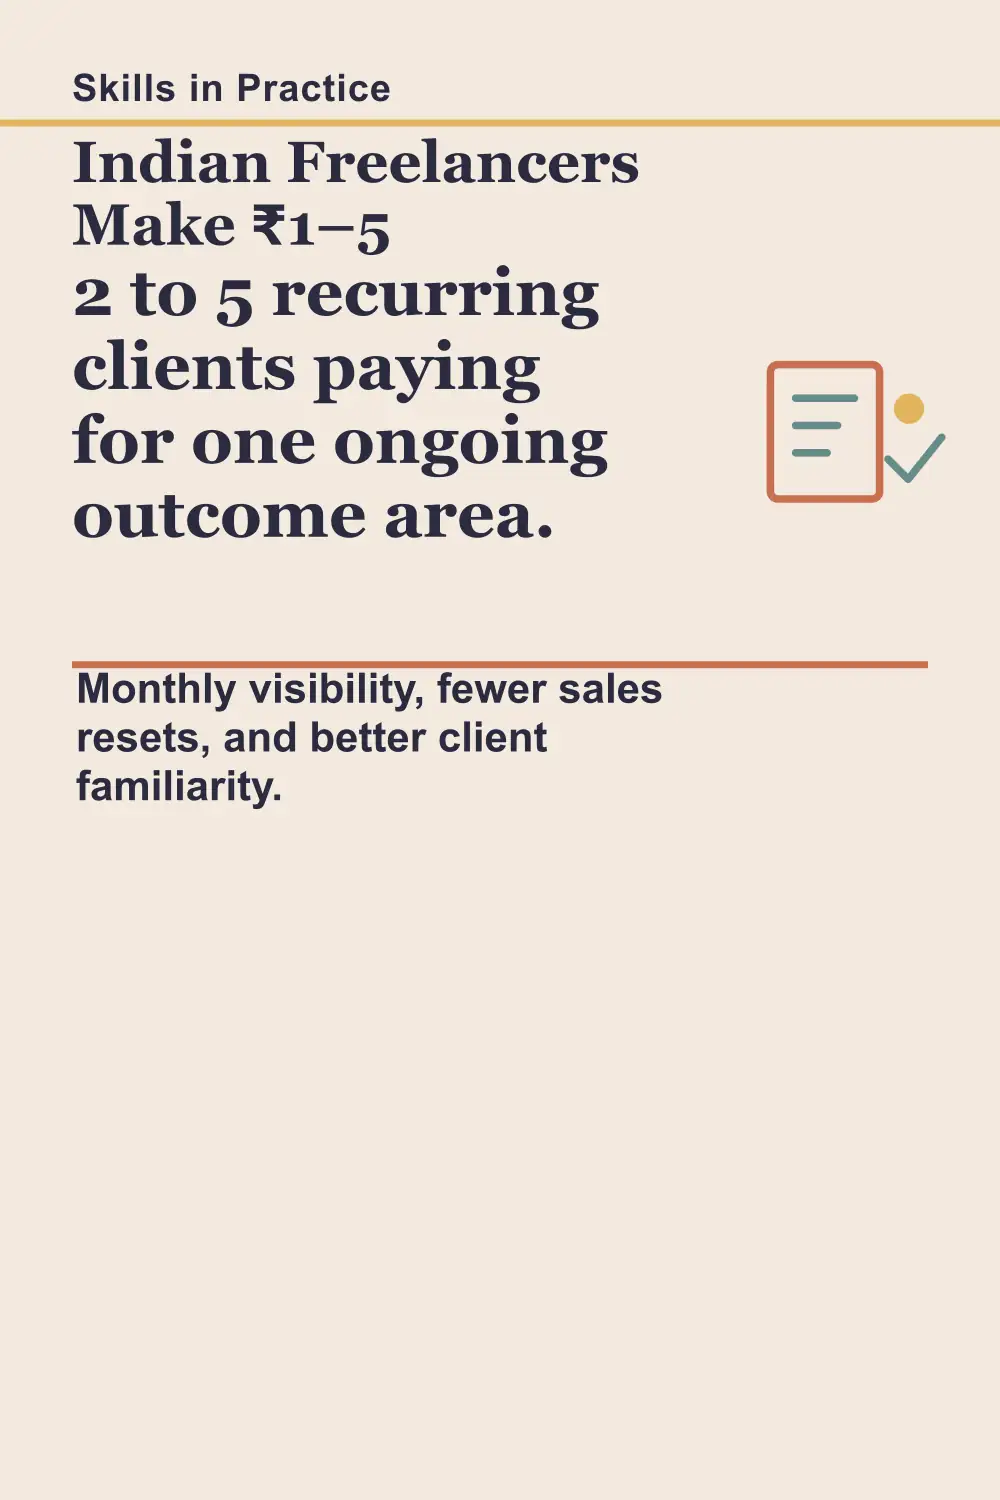 Skills in Practice
Indian Freelancers
Make ₹1–5
2 to 5 recurring
clients paying
for one ongoing
outcome area.
Monthly visibility, fewer sales
resets, and better client
familiarity.